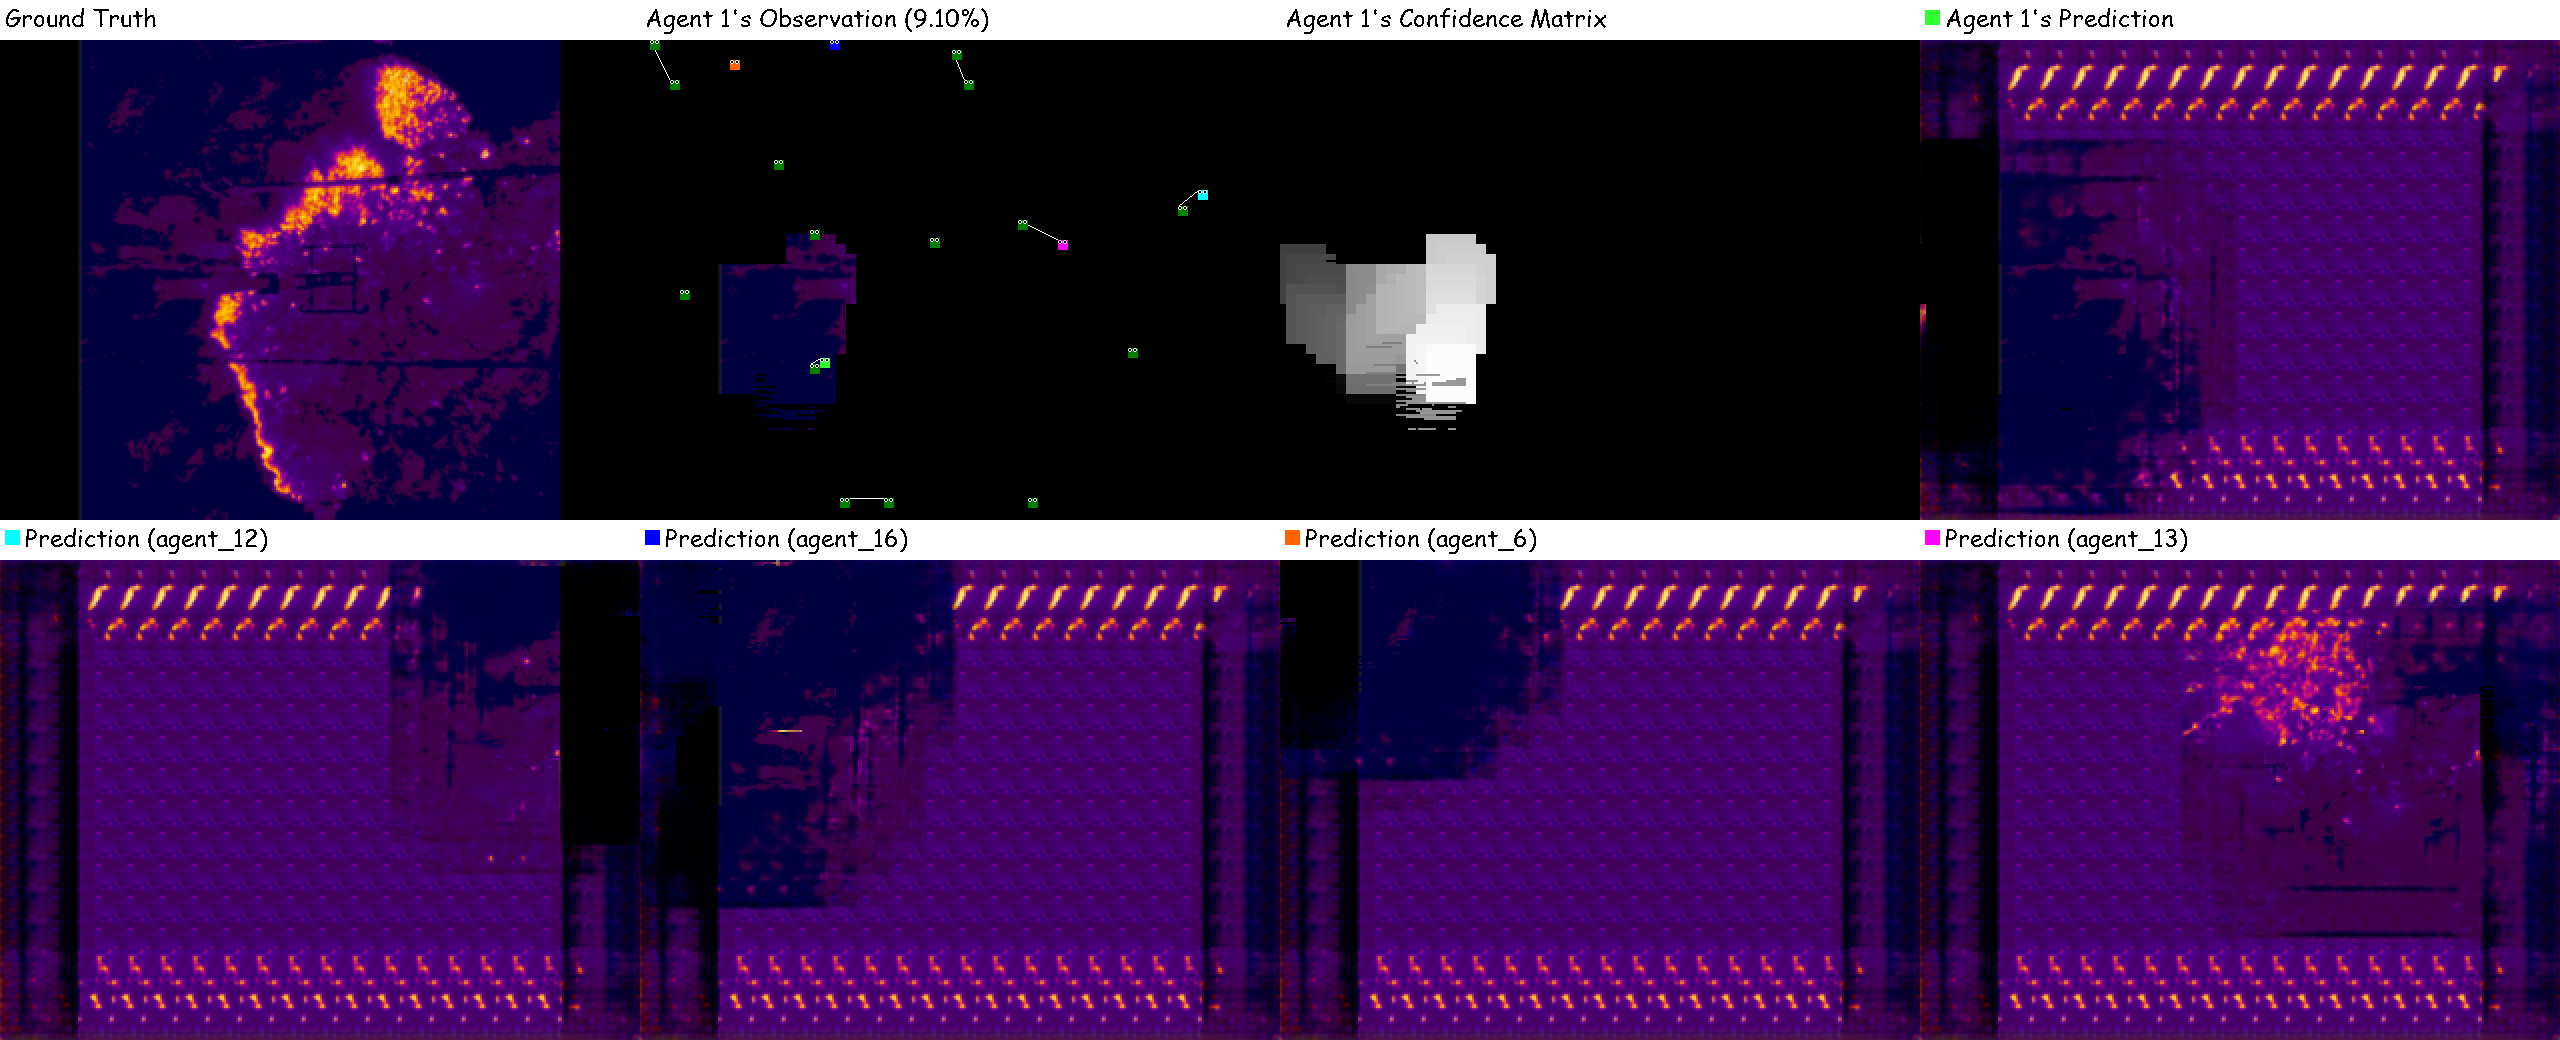 Ground Truth
Agent 1's Observation (9.10%)
Agent 1's Confidence Matrix
Agent 1's Prediction
Prediction (agent_12)
Prediction (agent_16)
Prediction (agent_6)
Prediction (agent_13)